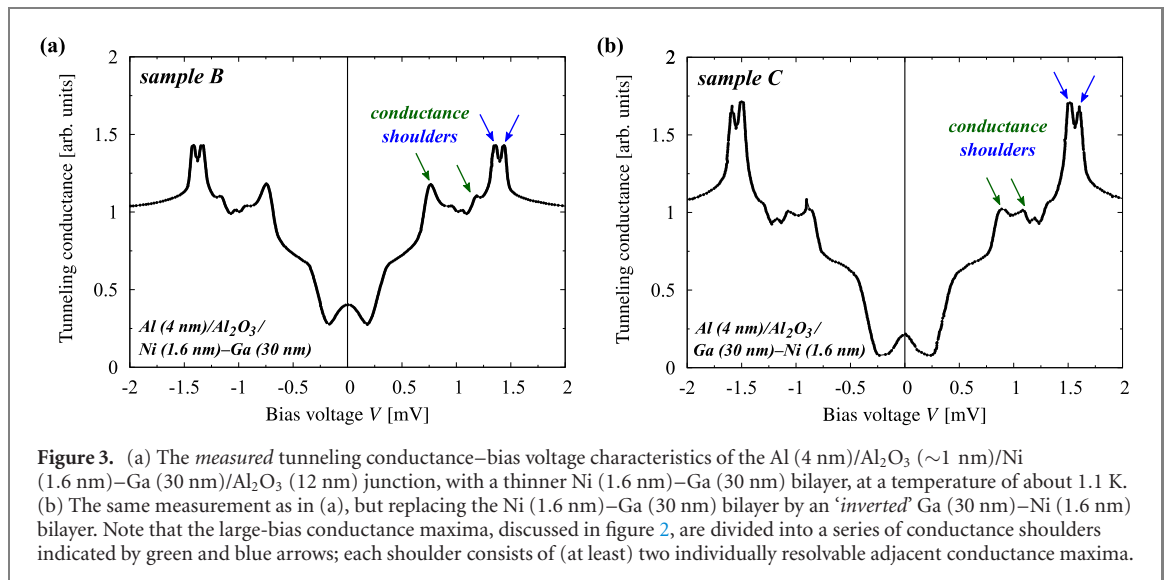 (a)
sample B
conductance
shoulders
Al (4 nm)/Al₂O₃/
Ni (1.6 nm)–Ga (30 nm)
Tunneling conductance [arb. units]
0
0.5
1
1.5
2
-2
-1.5
-1
-0.5
0
0.5
1
1.5
2
Bias voltage V [mV]
(b)
sample C
conductance
shoulders
Al (4 nm)/Al₂O₃/
Ga (30 nm)–Ni (1.6 nm)
Tunneling conductance [arb. units]
0
0.5
1
1.5
2
-2
-1.5
-1
-0.5
0
0.5
1
1.5
2
Bias voltage V [mV]
Figure 3. (a) The measured tunneling conductance–bias voltage characteristics of the Al (4 nm)/Al₂O₃ (∼1 nm)/Ni
(1.6 nm)–Ga (30 nm)/Al₂O₃ (12 nm) junction, with a thinner Ni (1.6 nm)–Ga (30 nm) bilayer, at a temperature of about 1.1 K.
(b) The same measurement as in (a), but replacing the Ni (1.6 nm)–Ga (30 nm) bilayer by an ‘inverted’ Ga (30 nm)–Ni (1.6 nm)
bilayer. Note that the large-bias conductance maxima, discussed in figure 2, are divided into a series of conductance shoulders
indicated by green and blue arrows; each shoulder consists of (at least) two individually resolvable adjacent conductance maxima.